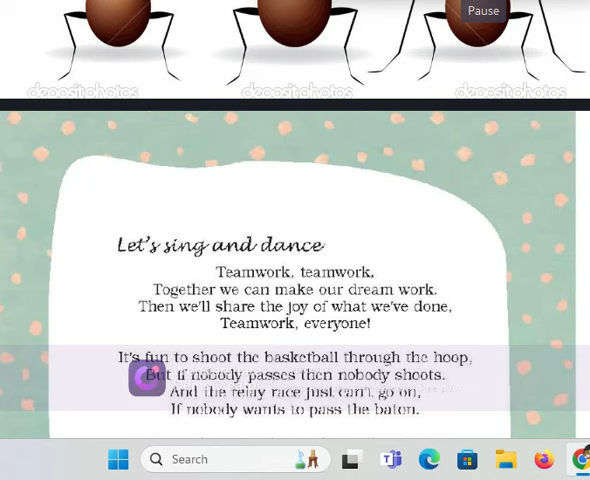 Pause
depositphotos depositphotos depositphotos
Let's sing and dance
Teamwork, teamwork,
Together we can make our dream work.
Then we'll share the joy of what we've done,
Teamwork, everyone!
It's fun to shoot the basketball through the hoop,
But if nobody passes then nobody shoots.
And the relay race just can't go on,
If nobody wants to pass the baton.
Search